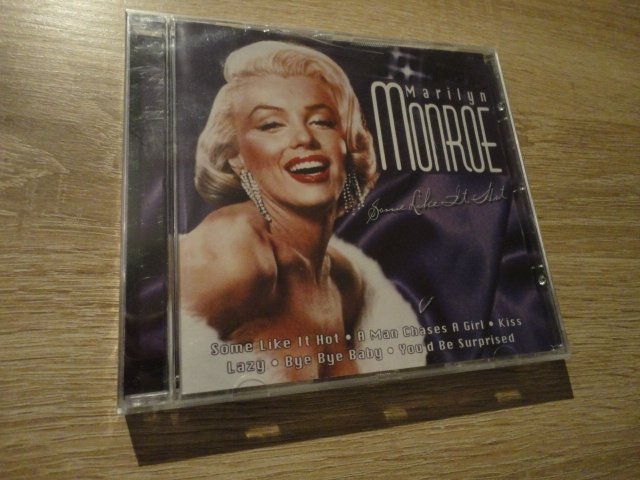 Marilyn
MONROE
Some Like It Hot
Some Like It Hot • A Man Chases A Girl • Kiss
Lazy • Bye Bye Baby • You'd Be Surprised